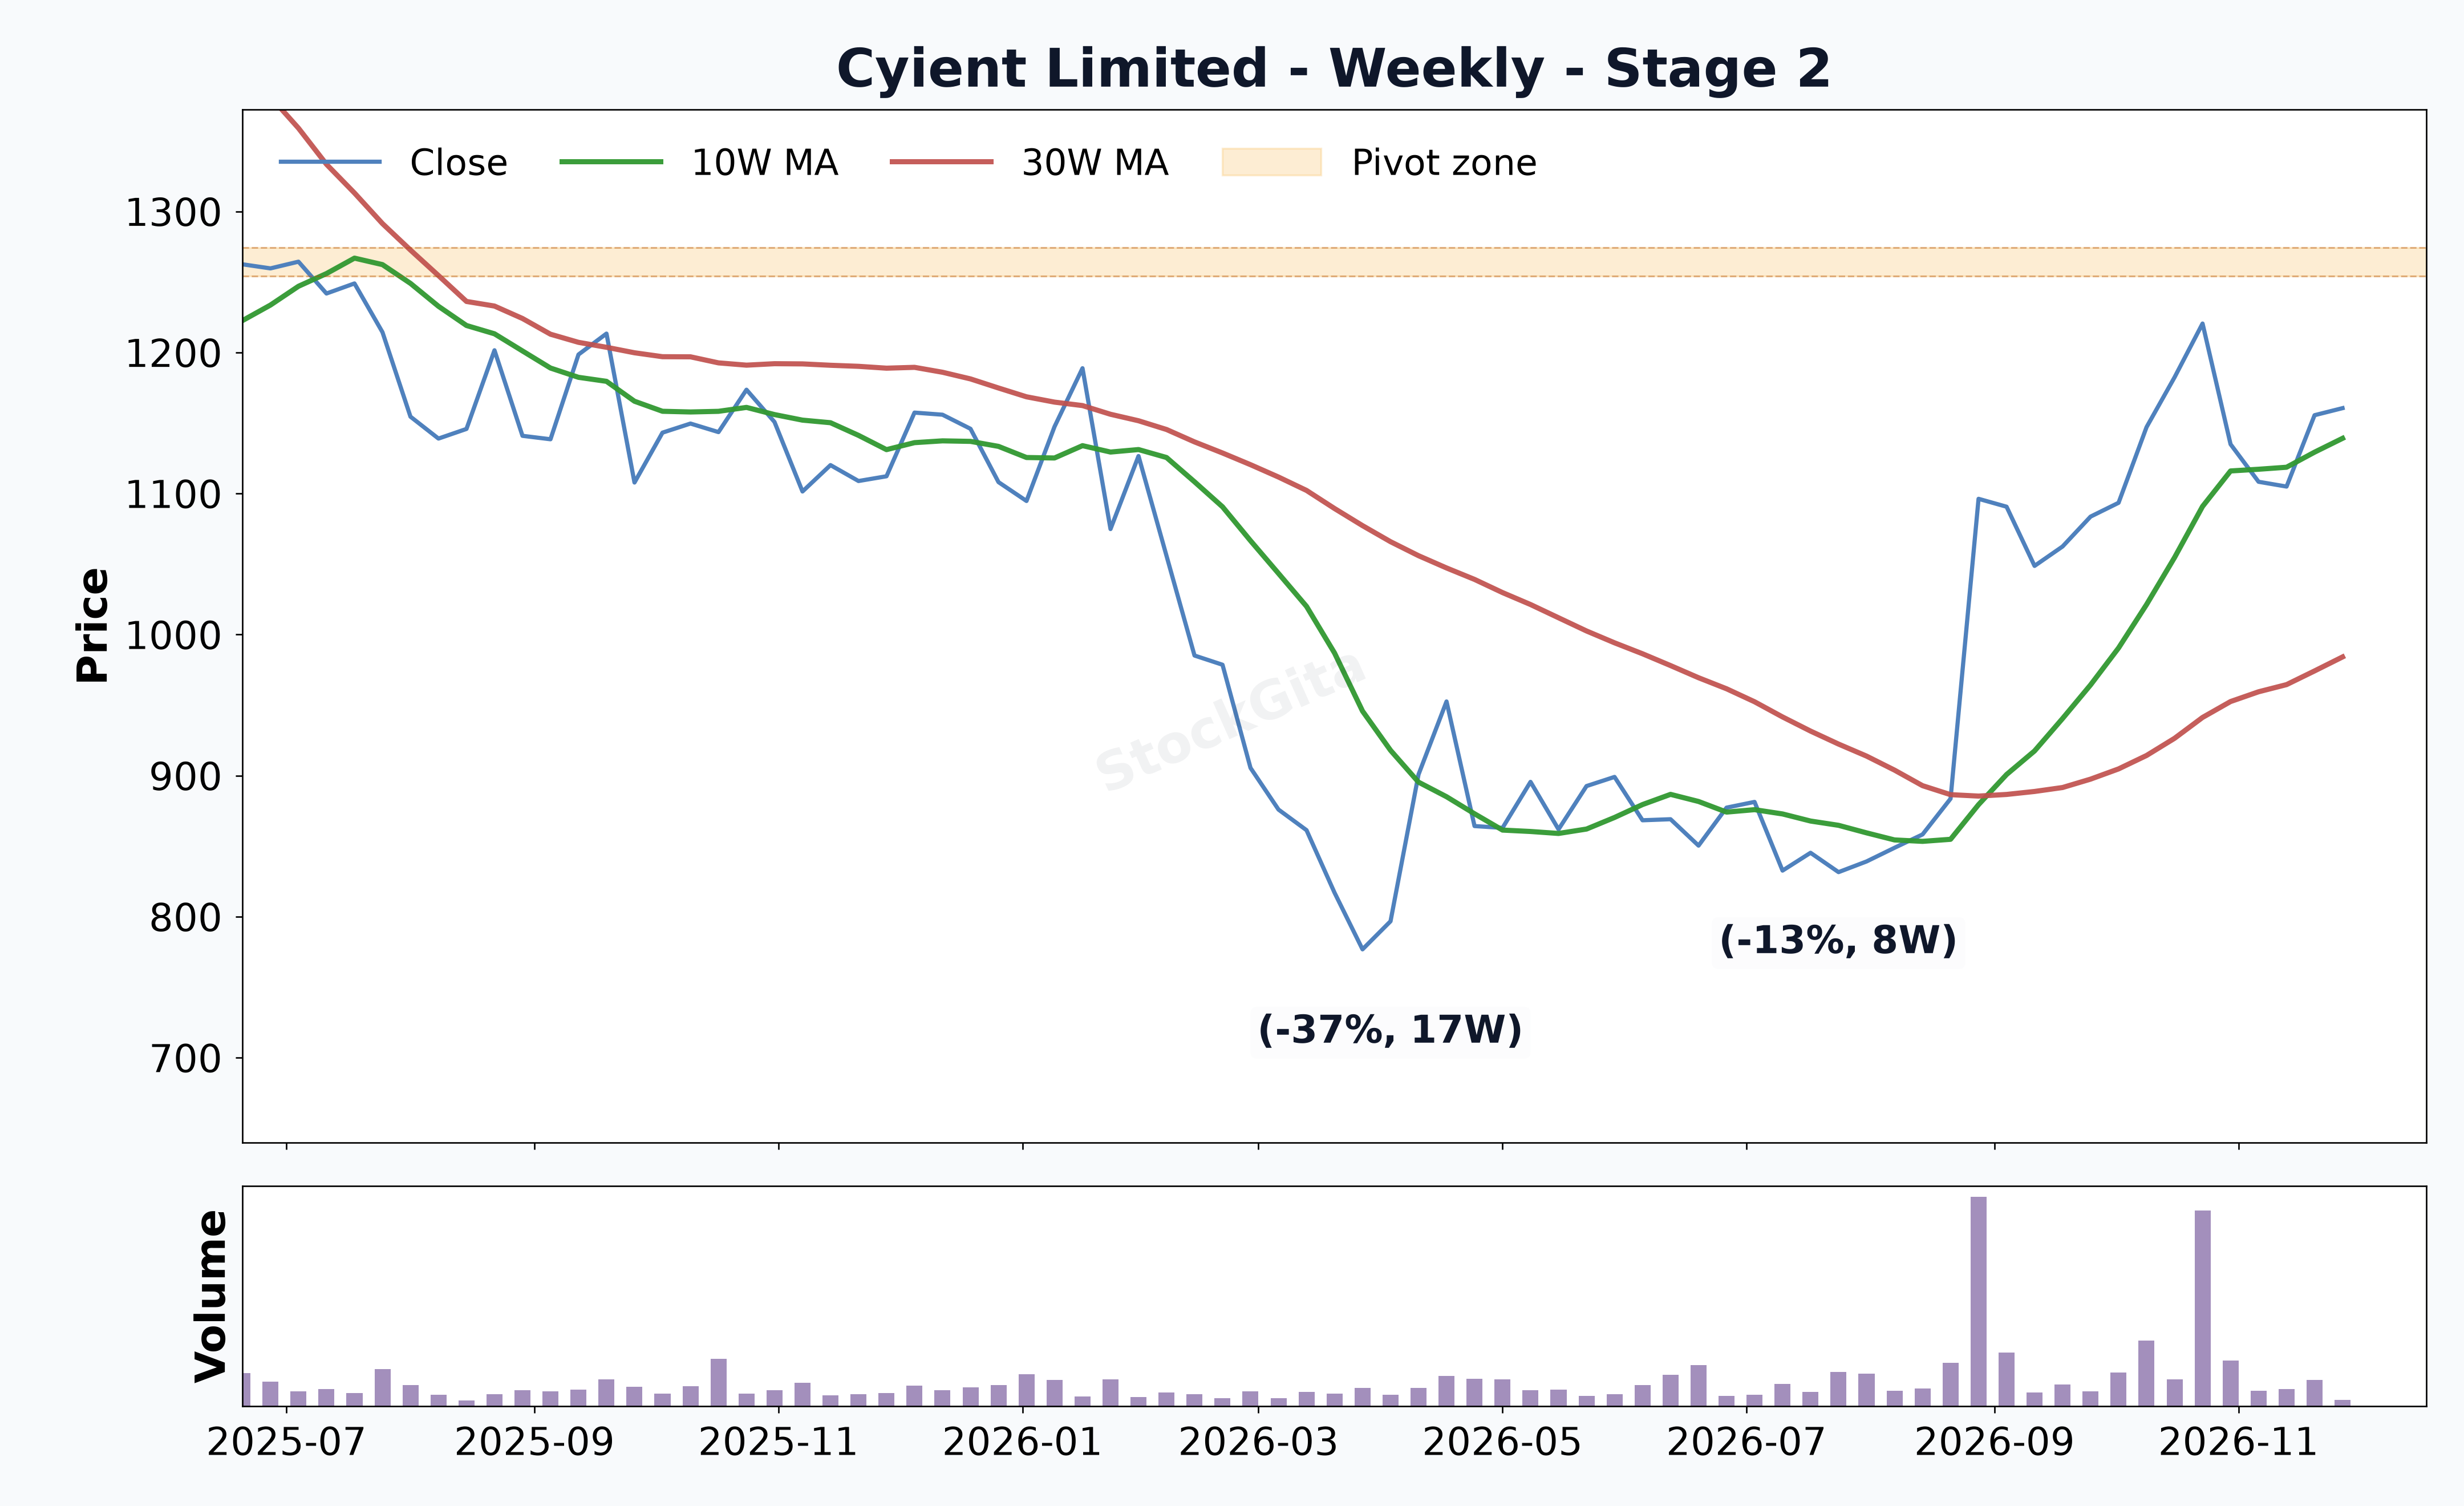 Cyient Limited - Weekly - Stage 2
Close 10W MA 30W MA Pivot zone
1300
1200
1100
1000
900
800
700
Price
StockGita
(-13%, 8W)
(-37%, 17W)
Volume
2025-07 2025-09 2025-11 2026-01 2026-03 2026-05 2026-07 2026-09 2026-11